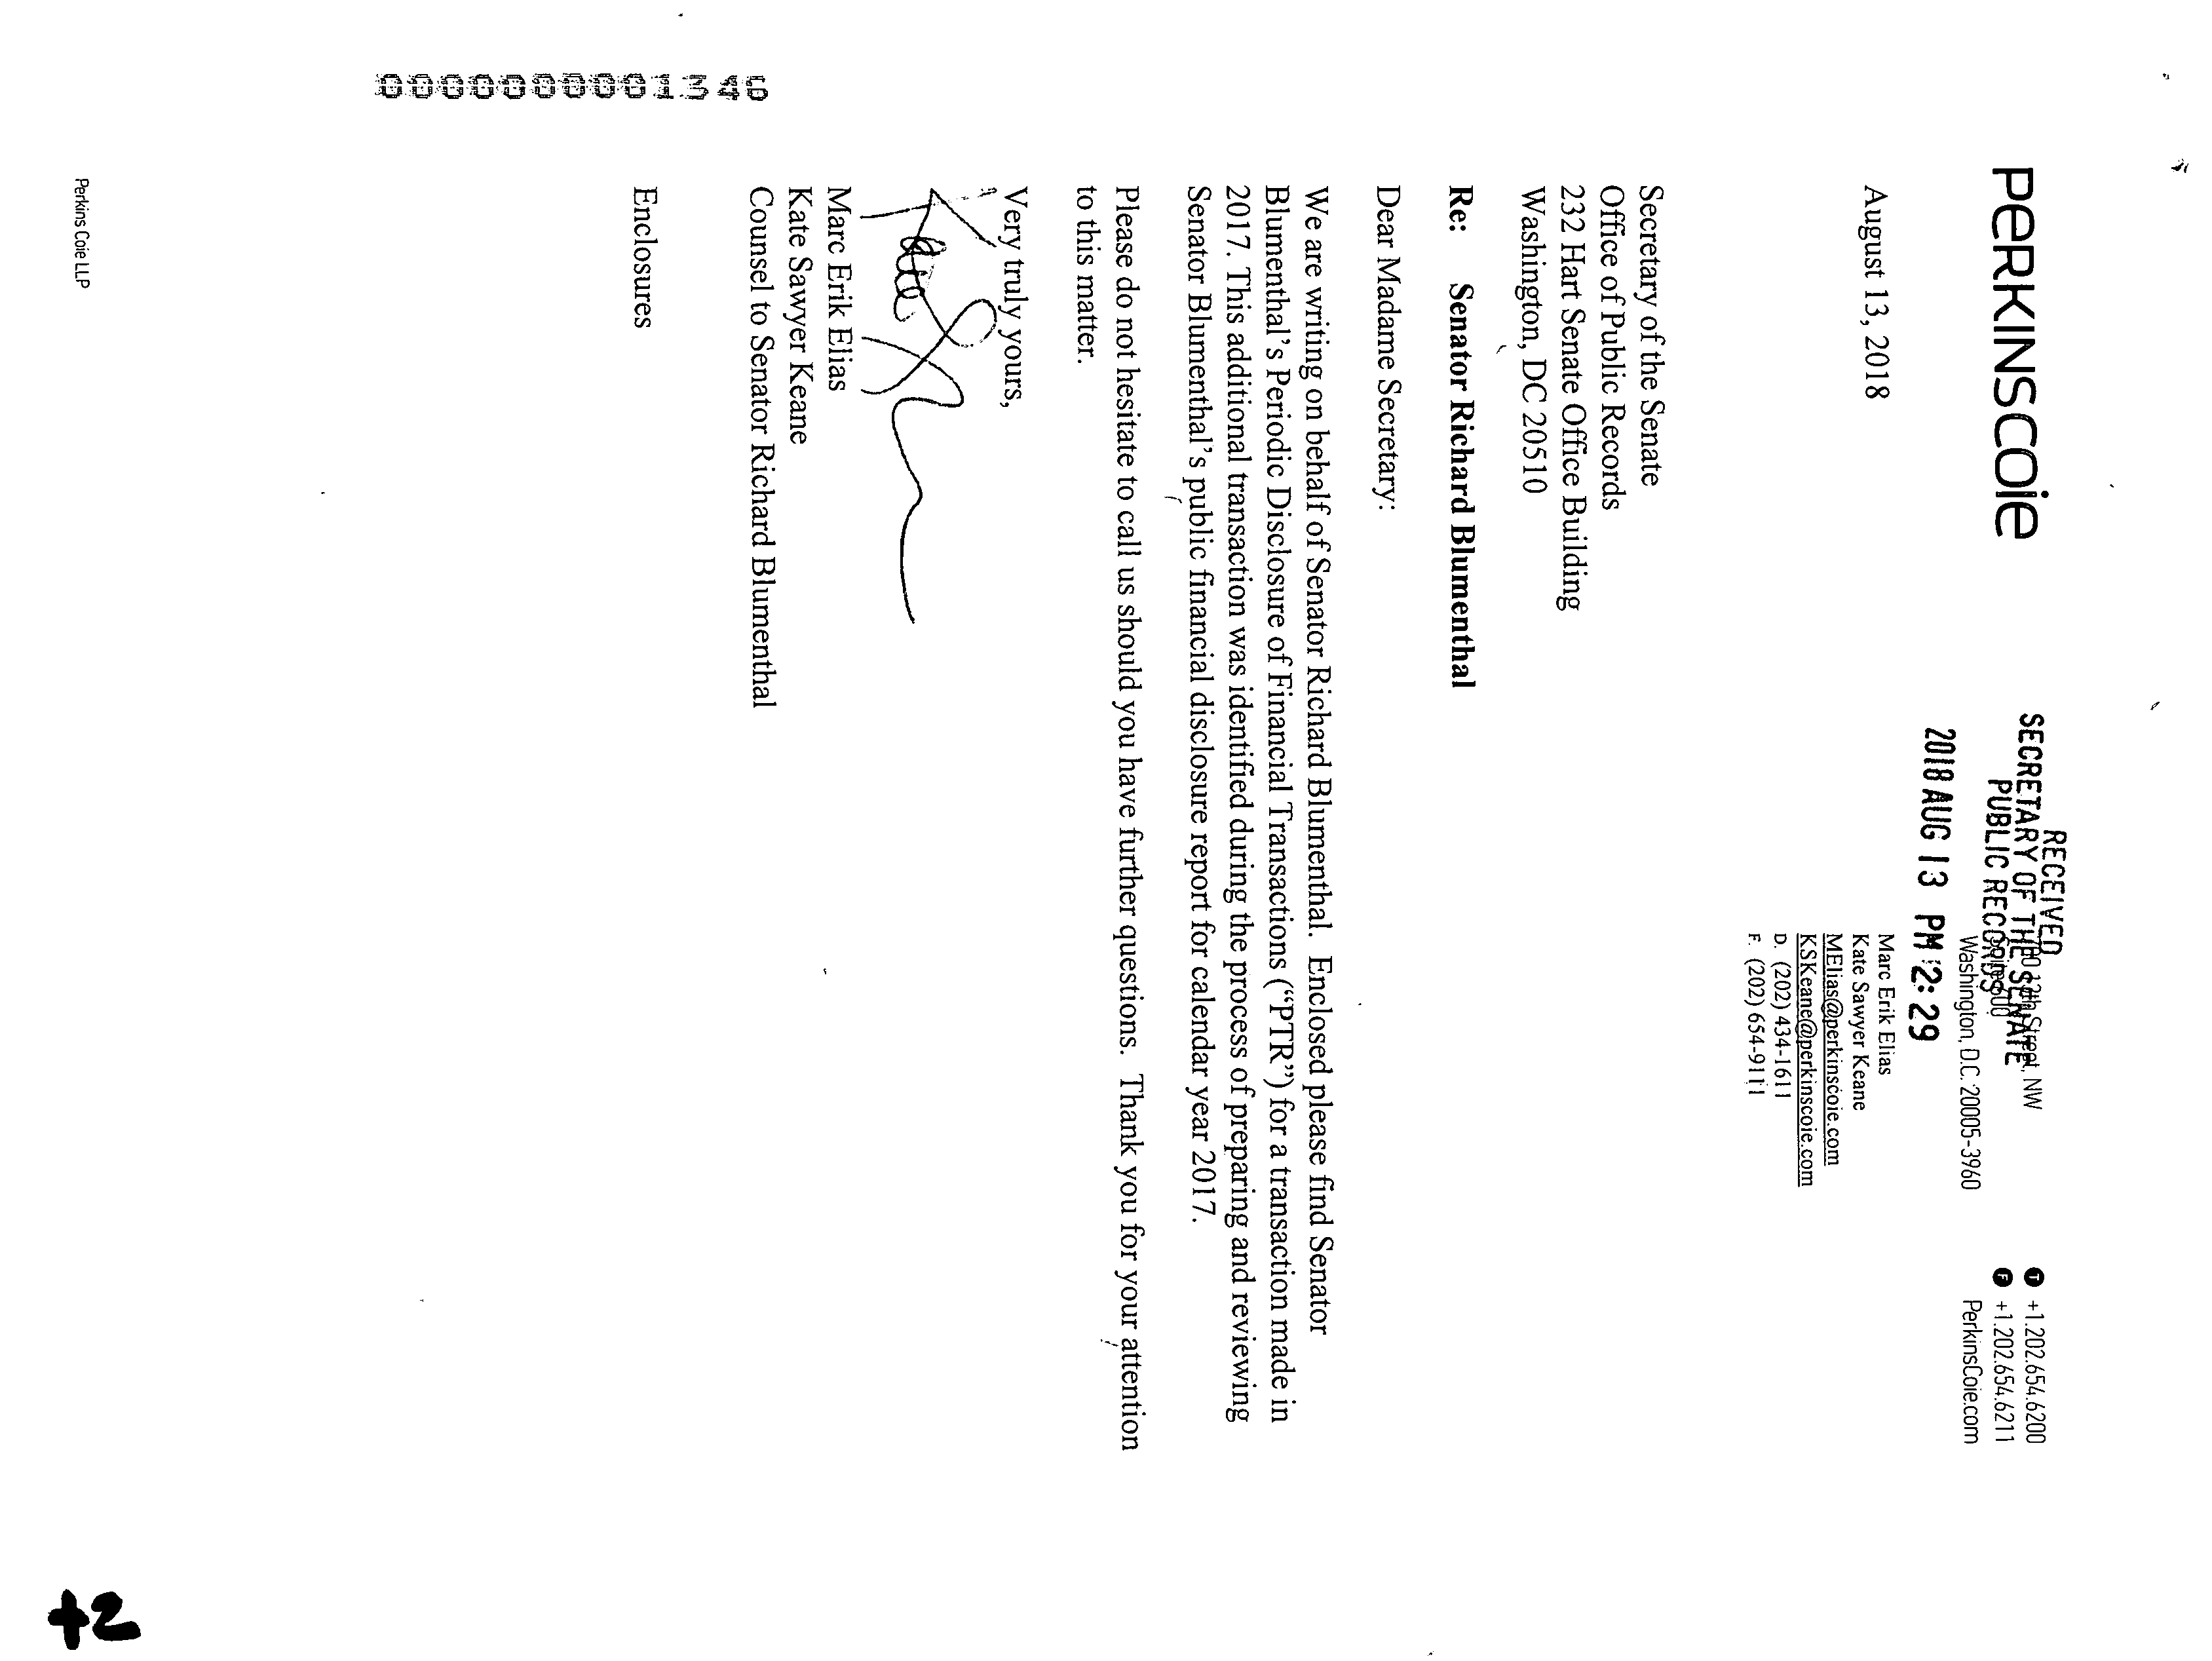 PERKINSCOIE
RECEIVED
SECRETARY OF THE SENATE
PUBLIC RECORDS
2018 AUG 13 PM 2:29
12th Street, NW
Washington, D.C. 20005-3960
T +1.202.654.6200
F +1.202.654.6211
PerkinsCoie.com
August 13, 2018
Marc Erik Elias
Kate Sawyer Keane
MElias@perkinscoie.com
KSKeane@perkinscoie.com
D. (202) 434-1611
F. (202) 654-9111
Secretary of the Senate
Office of Public Records
232 Hart Senate Office Building
Washington, DC 20510
Re: Senator Richard Blumenthal
Dear Madame Secretary:
We are writing on behalf of Senator Richard Blumenthal. Enclosed please find Senator
Blumenthal's Periodic Disclosure of Financial Transactions (“PTR”) for a transaction made in
2017. This additional transaction was identified during the process of preparing and reviewing
Senator Blumenthal's public financial disclosure report for calendar year 2017.
Please do not hesitate to call us should you have further questions. Thank you for your attention
to this matter.
Very truly yours,
Marc Erik Elias
Kate Sawyer Keane
Counsel to Senator Richard Blumenthal
Enclosures
Perkins Coie LLP
+2